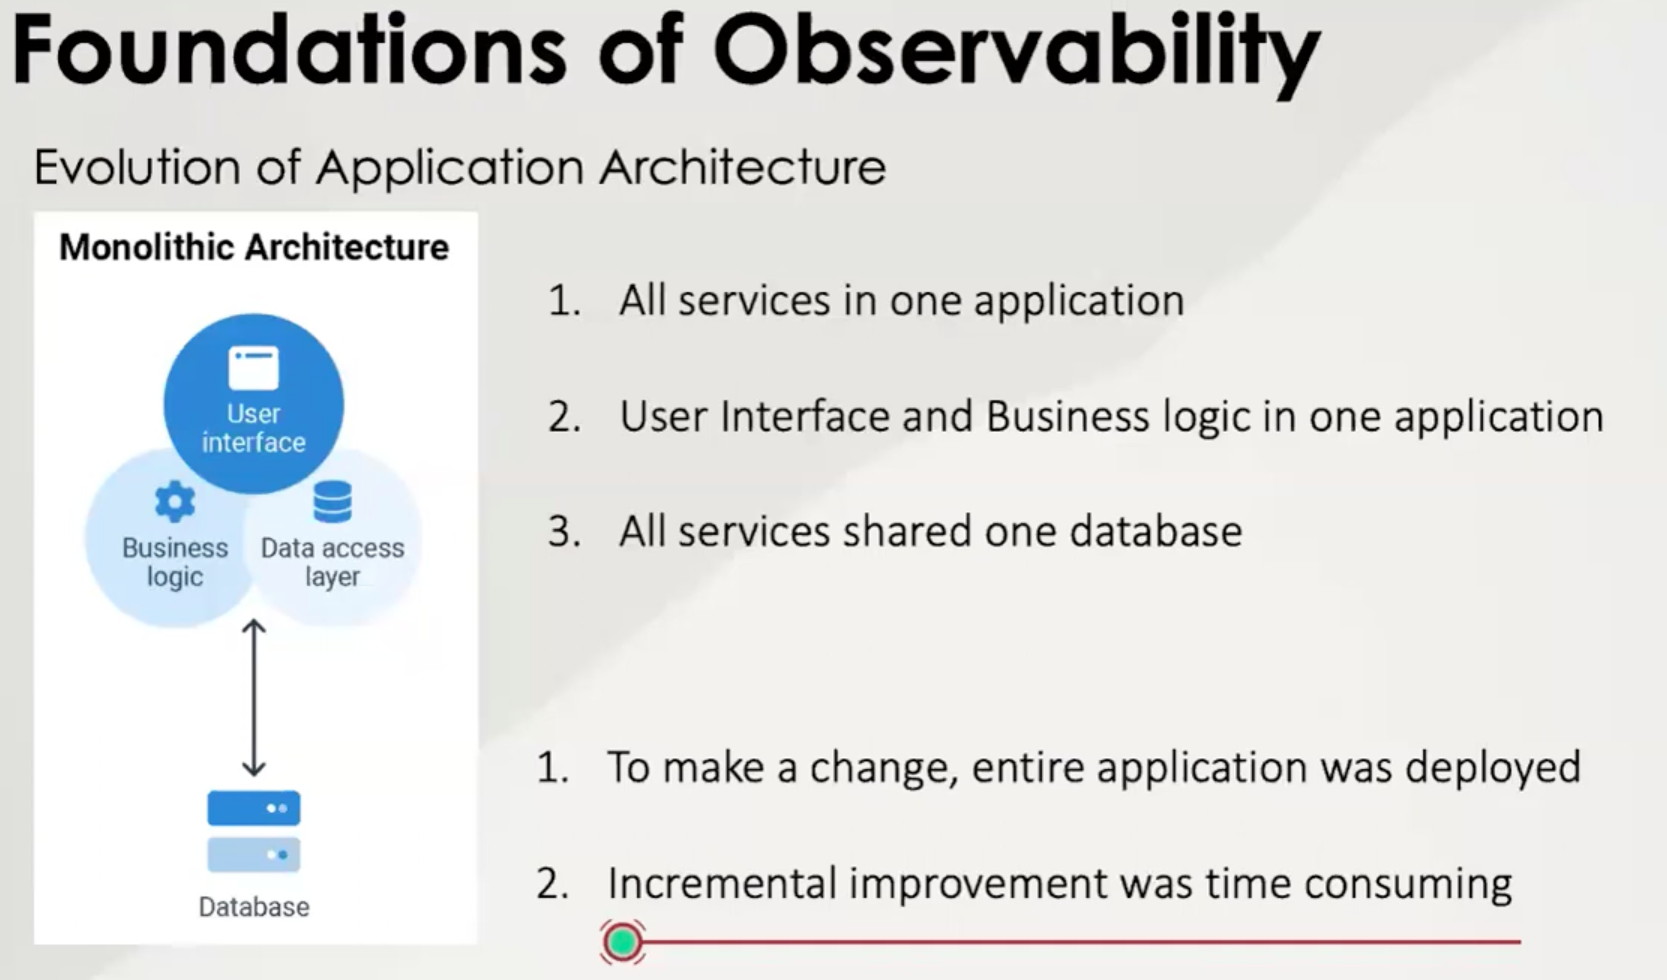 Foundations of Observability
Evolution of Application Architecture
Monolithic Architecture
User
interface
Business
logic
Data access
layer
Database
1. All services in one application
2. User Interface and Business logic in one application
3. All services shared one database
1. To make a change, entire application was deployed
2. Incremental improvement was time consuming